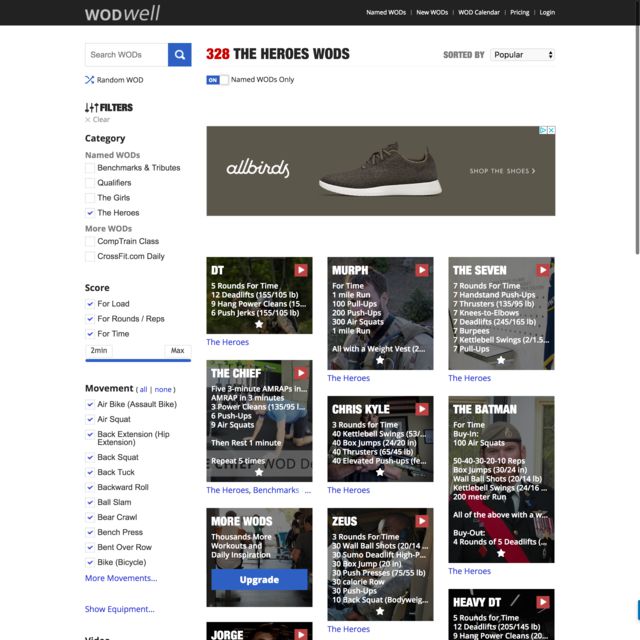 WODwell
Named WODs
New WODs
WOD Calendar
Pricing
Login
Search WODs
Random WOD
FILTERS
× Clear
Category
Named WODs
Benchmarks & Tributes
Qualifiers
The Girls
The Heroes
More WODs
CompTrain Class
CrossFit.com Daily
Score
For Load
For Rounds / Reps
For Time
2min
Max
Movement ( all | none )
Air Bike (Assault Bike)
Air Squat
Back Extension (Hip
Extension)
Back Squat
Back Tuck
Backward Roll
Ball Slam
Bear Crawl
Bench Press
Bent Over Row
Bike (Bicycle)
More Movements...
Show Equipment...
Video
328 THE HEROES WODS
SORTED BY
Popular
ON
Named WODs Only
allbirds
SHOP THE SHOES
DT
5 Rounds For Time
12 Deadlifts (155/105 lb)
9 Hang Power Cleans (15...
6 Push Jerks (155/105 lb)
The Heroes
THE CHIEF
Five 3-minute AMRAPs in...
AMRAP in 3 minutes
3 Power Cleans (135/95 l...
6 Push-Ups
9 Air Squats
Then Rest 1 minute
Repeat 5 times
The Heroes, Benchmarks ...
MORE WODS
Thousands More
Workouts and
Daily Inspiration
Upgrade
JORGE
MURPH
For Time
1 mile Run
100 Pull-Ups
200 Push-Ups
300 Air Squats
1 mile Run
All with a Weight Vest (2...
The Heroes
CHRIS KYLE
3 Rounds for Time
40 Kettlebell Swings (53/...
40 Box Jumps (24/20 in)
40 Thrusters (65/45 lb)
40 Elevated Push-ups (fe...
The Heroes
ZEUS
3 Rounds For Time
30 Wall Ball Shots (20/14 ...
30 Sumo Deadlift High-P...
30 Box Jump (20 in)
30 Push Presses (75/55 lb)
30 calorie Row
30 Push-Ups
10 Back Squat (Bodyweig...
The Heroes
THE SEVEN
7 Rounds For Time
7 Handstand Push-Ups
7 Thrusters (135/95 lb)
7 Knees-to-Elbows
7 Deadlifts (245/165 lb)
7 Burpees
7 Kettlebell Swings (2/1.5...
7 Pull-Ups
The Heroes
THE BATMAN
For Time
Buy-In:
100 Air Squats
50-40-30-20-10 Reps
Box Jumps (30/24 in)
Wall Ball Shots (20/14 lb)
Kettlebell Swings (24/16 ...
200 meter Run
All of the above with a w...
Buy-Out:
4 Rounds of 5 Deadlifts (...
The Heroes
HEAVY DT
5 Rounds for Time
12 Deadlifts (205/145 lb)
9 Hang Power Cleans (20...